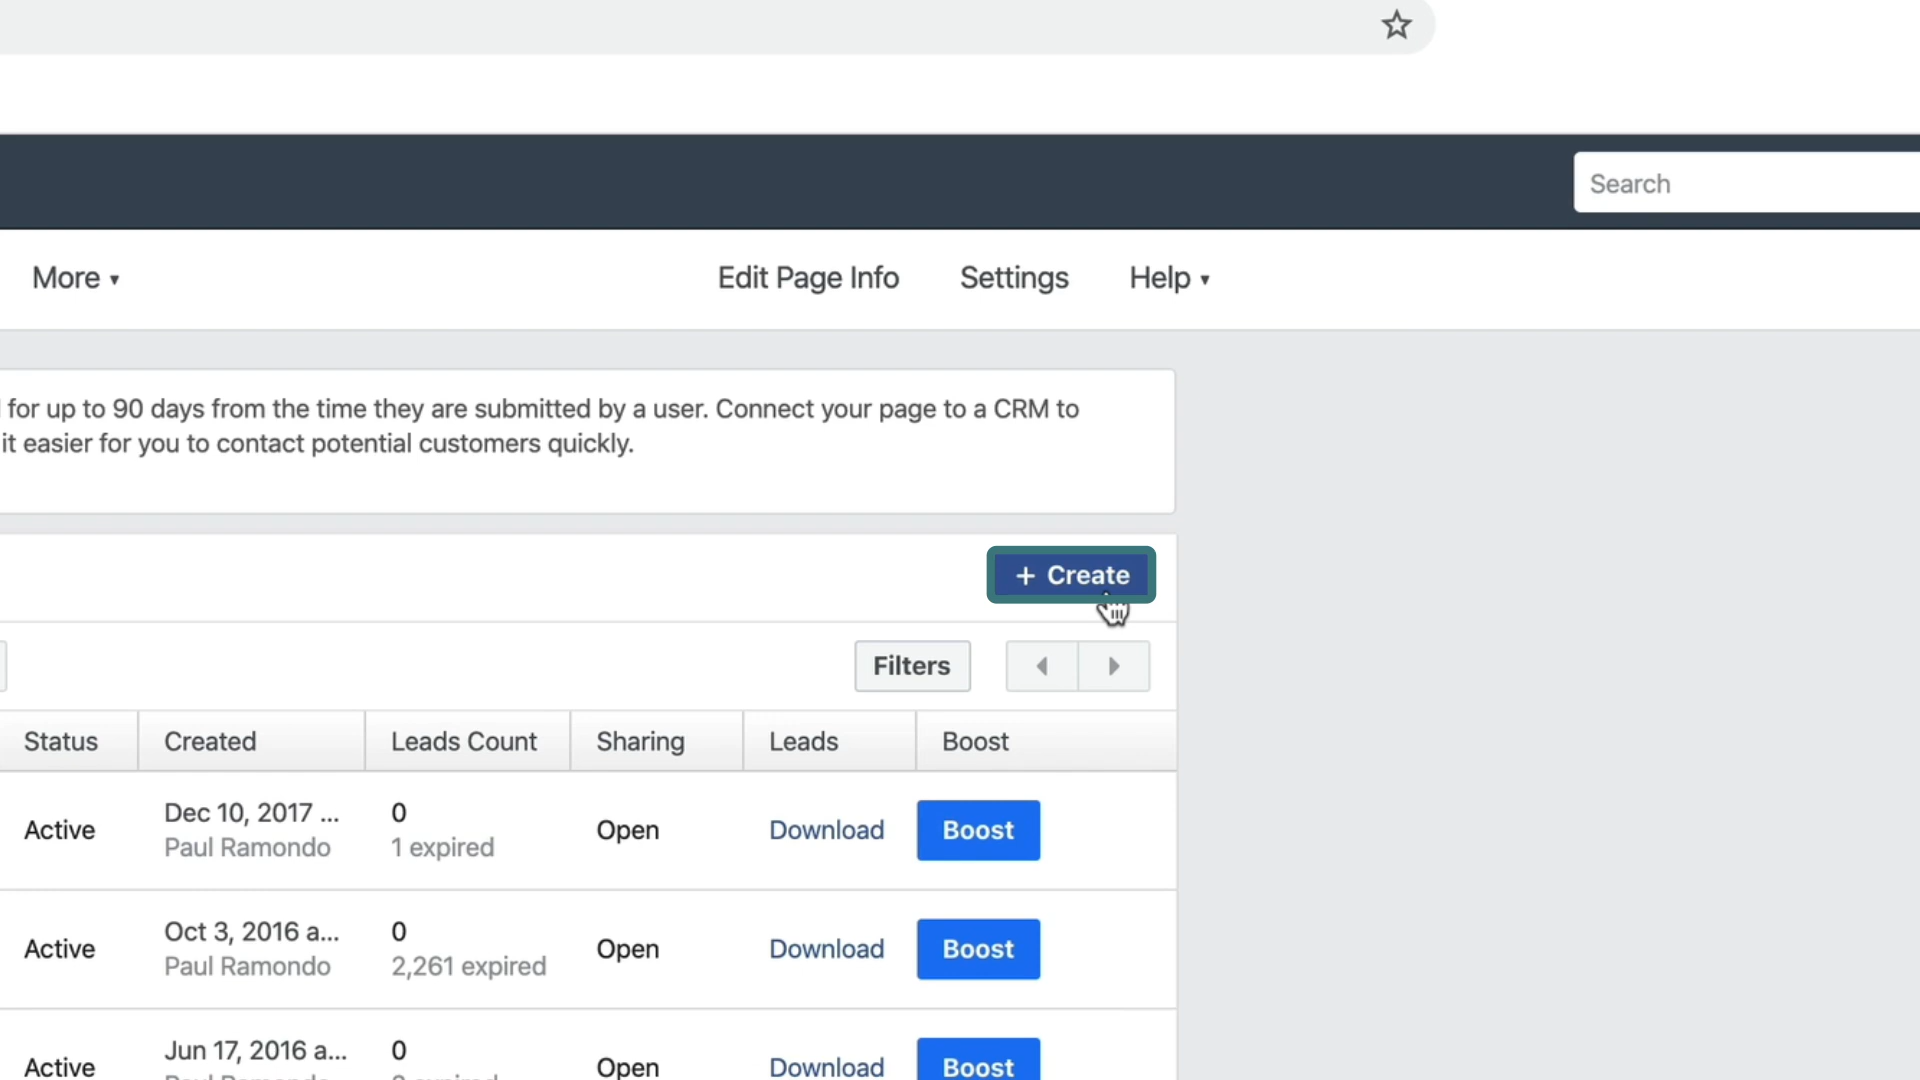 Search
More ▾ Edit Page Info Settings Help ▾
for up to 90 days from the time they are submitted by a user. Connect your page to a CRM to
it easier for you to contact potential customers quickly.
+ Create
Filters
Status Created Leads Count Sharing Leads Boost
Active Dec 10, 2017 ... 0 Open Download Boost
Paul Ramondo 1 expired
Active Oct 3, 2016 a... 0 Open Download Boost
Paul Ramondo 2,261 expired
Active Jun 17, 2016 a... 0 Open Download Boost